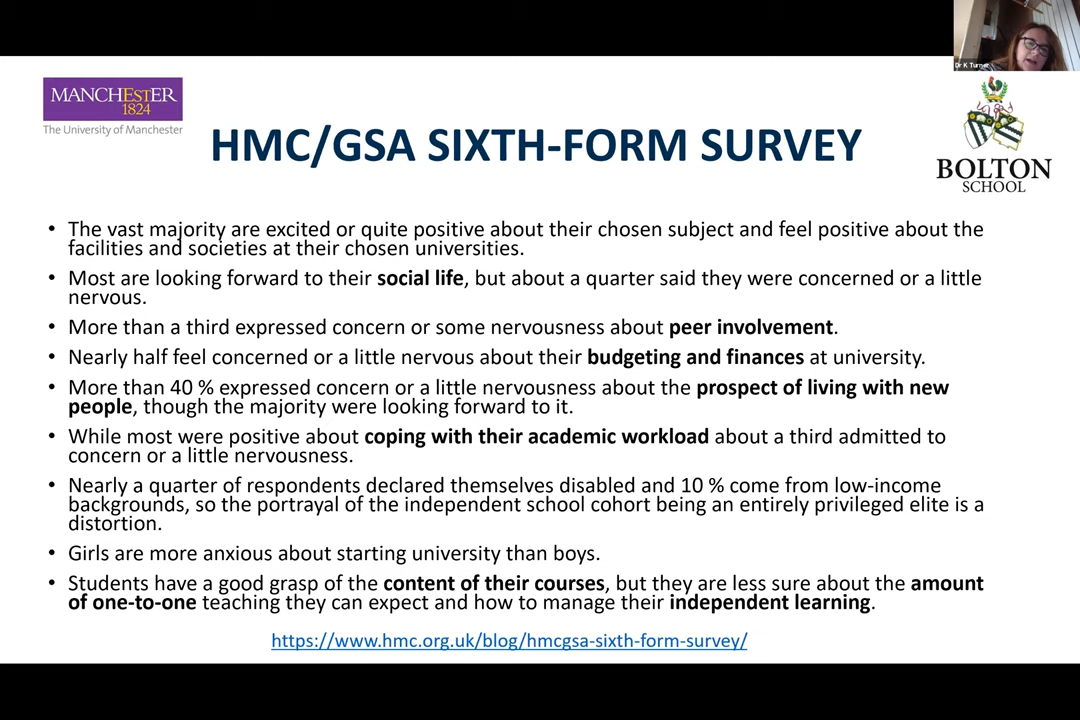 Dr K Turner
MANCHESTER
1824
The University of Manchester
BOLTON
SCHOOL
HMC/GSA SIXTH-FORM SURVEY
• The vast majority are excited or quite positive about their chosen subject and feel positive about the
facilities and societies at their chosen universities.
• Most are looking forward to their social life, but about a quarter said they were concerned or a little
nervous.
• More than a third expressed concern or some nervousness about peer involvement.
• Nearly half feel concerned or a little nervous about their budgeting and finances at university.
• More than 40 % expressed concern or a little nervousness about the prospect of living with new
people, though the majority were looking forward to it.
• While most were positive about coping with their academic workload about a third admitted to
concern or a little nervousness.
• Nearly a quarter of respondents declared themselves disabled and 10 % come from low-income
backgrounds, so the portrayal of the independent school cohort being an entirely privileged elite is a
distortion.
• Girls are more anxious about starting university than boys.
• Students have a good grasp of the content of their courses, but they are less sure about the amount
of one-to-one teaching they can expect and how to manage their independent learning.
https://www.hmc.org.uk/blog/hmcgsa-sixth-form-survey/